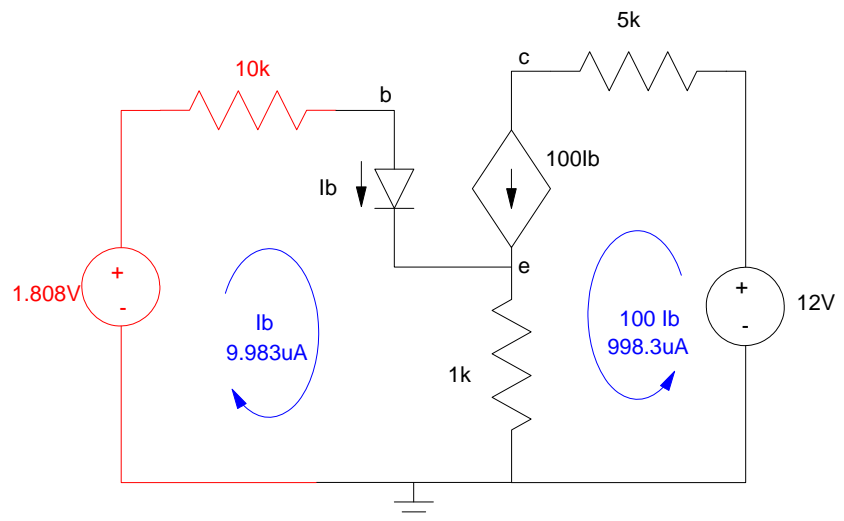 5k
c
10k
b
100Ib
Ib
e
+
-
1.808V
Ib
9.983uA
100 Ib
998.3uA
+
-
12V
1k